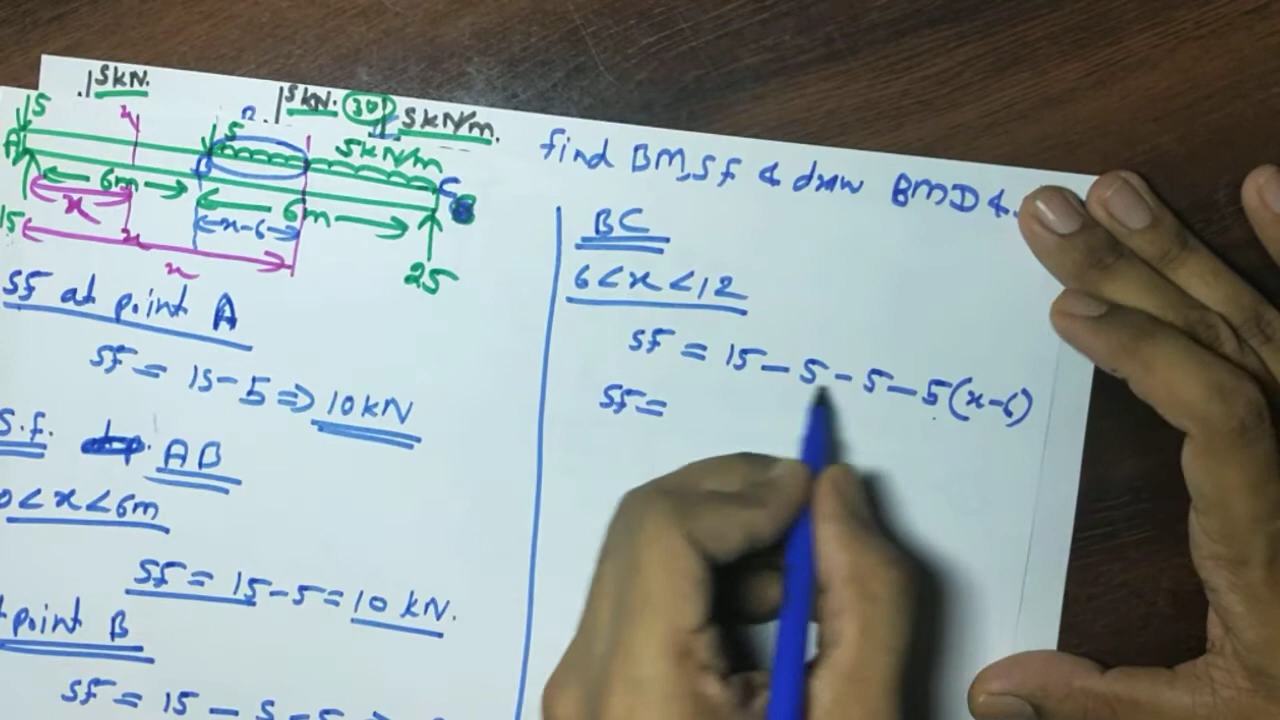 5kN.
5kN. 30 5kN/m.
5 5 5kN/m
A B C
6m 6m
x x-6
15 x 25
find BM, Sf & draw BMD &
SF at point A
SF = 15-5 => 10kN
S.f. AB
0<x<6m
SF = 15-5 = 10 kN.
point B
SF = 15 - 5 - 5
BC
6<x<12
SF = 15-5-5-5(x-6)
SF =